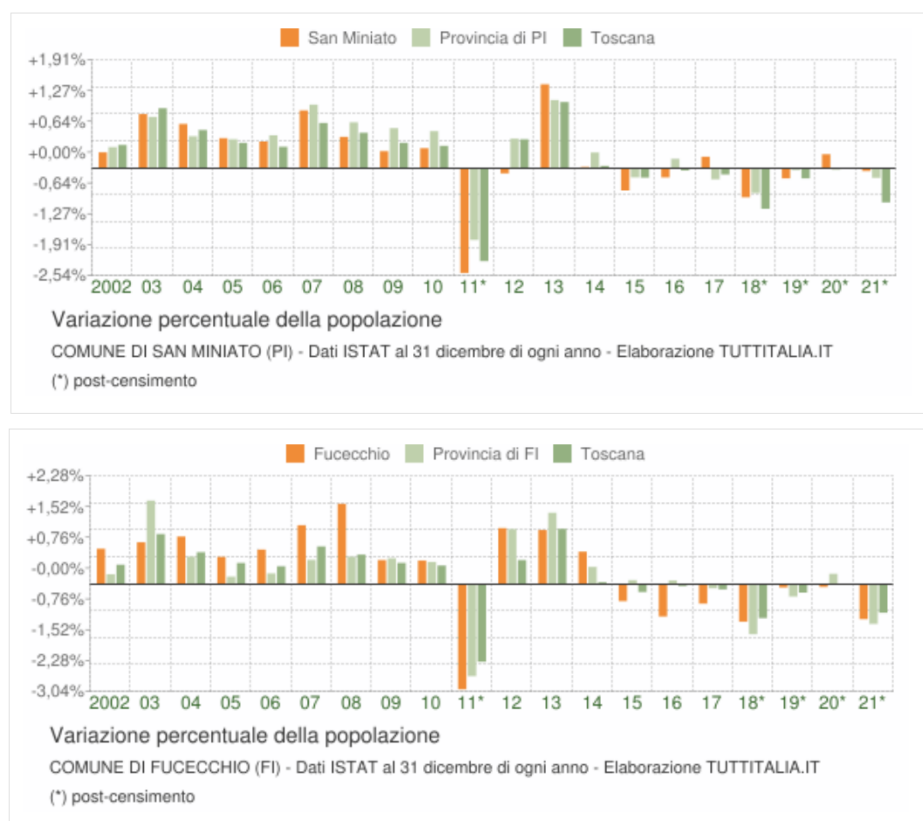 San Miniato Provincia di PI Toscana
+1,91%
+1,27%
+0,64%
+0,00%
-0,64%
-1,27%
-1,91%
-2,54%
2002 03 04 05 06 07 08 09 10 11* 12 13 14 15 16 17 18* 19* 20* 21*
Variazione percentuale della popolazione
COMUNE DI SAN MINIATO (PI) - Dati ISTAT al 31 dicembre di ogni anno - Elaborazione TUTTITALIA.IT
(*) post-censimento
Fucecchio Provincia di FI Toscana
+2,28%
+1,52%
+0,76%
-0,00%
-0,76%
-1,52%
-2,28%
-3,04%
2002 03 04 05 06 07 08 09 10 11* 12 13 14 15 16 17 18* 19* 20* 21*
Variazione percentuale della popolazione
COMUNE DI FUCECCHIO (FI) - Dati ISTAT al 31 dicembre di ogni anno - Elaborazione TUTTITALIA.IT
(*) post-censimento